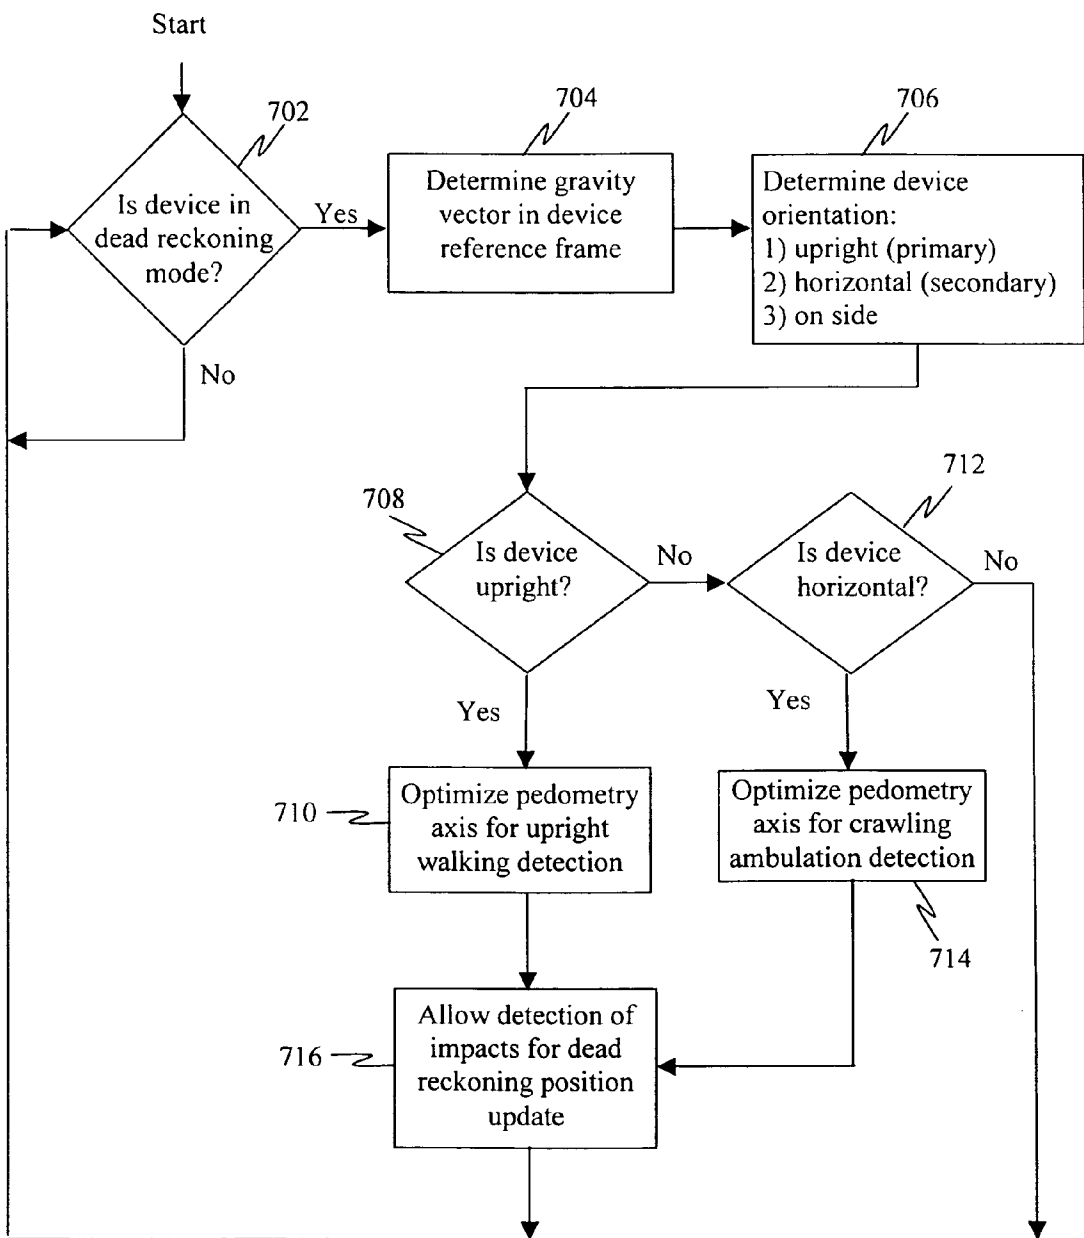 Start
702
704
706
Is device in
dead reckoning
mode?
Yes
Determine gravity
vector in device
reference frame
Determine device
orientation:
1) upright (primary)
2) horizontal (secondary)
3) on side
No
708
712
Is device
upright?
No
Is device
horizontal?
No
Yes
Yes
710
Optimize pedometry
axis for upright
walking detection
Optimize pedometry
axis for crawling
ambulation detection
714
716
Allow detection of
impacts for dead
reckoning position
update